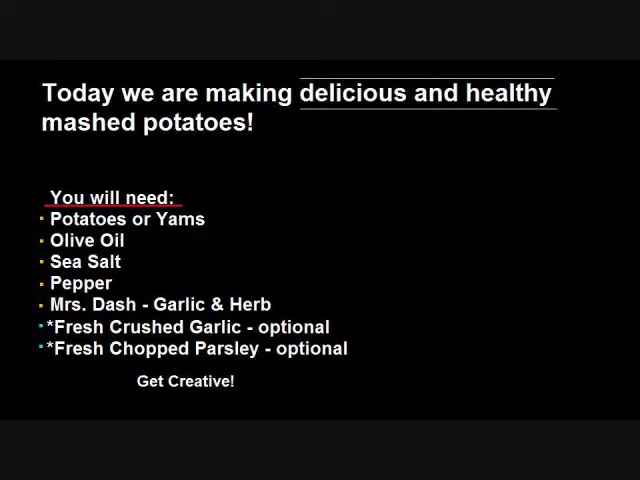 Today we are making delicious and healthy
mashed potatoes!
You will need:
Potatoes or Yams
Olive Oil
Sea Salt
Pepper
Mrs. Dash - Garlic & Herb
*Fresh Crushed Garlic - optional
*Fresh Chopped Parsley - optional
Get Creative!